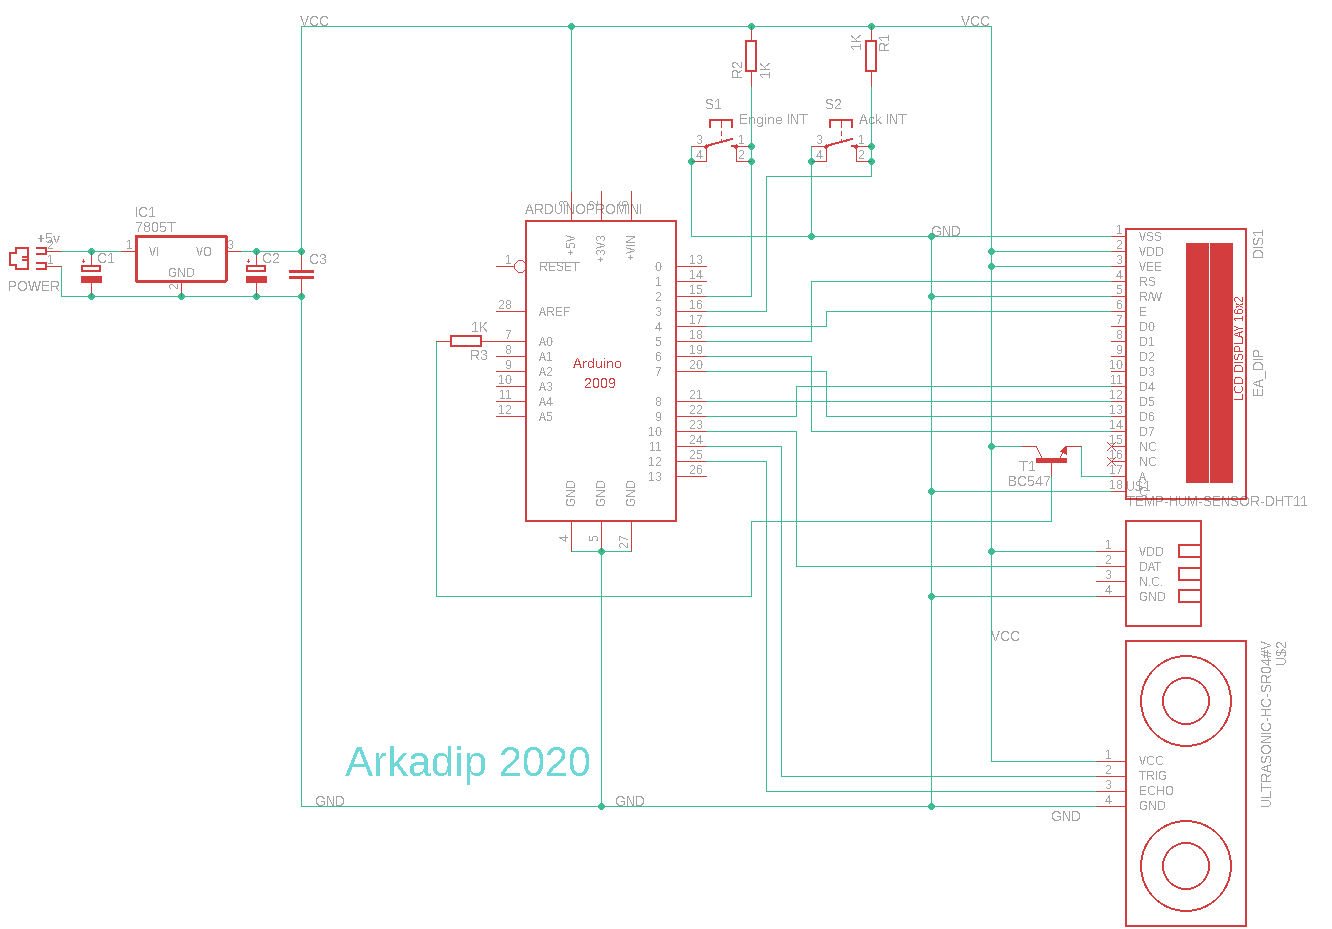 VCC
VCC
R2
1K
1K
R1
S1
Engine INT
3
1
4
2
S2
Ack INT
3
1
4
2
+5v
2
1
POWER
C1
IC1
7805T
1
VI
VO
3
GND
2
C2
C3
ARDUINOPROMINI
3
+5V
+3V3
+VIN
1
RESET
28
AREF
1K
R3
7
A0
8
A1
9
A2
10
A3
11
A4
12
A5
Arduino
2009
0
13
1
14
2
15
3
16
4
17
5
18
6
19
7
20
8
21
9
22
10
23
11
24
12
25
13
26
GND
GND
GND
4
5
27
GND
1
VSS
2
VDD
3
VEE
4
RS
5
R/W
6
E
7
D0
8
D1
9
D2
10
D3
11
D4
12
D5
13
D6
14
D7
15
NC
16
NC
17
A
18
LCD DISPLAY 16x2
DIS1
EA_DIP
T1
BC547
U$1
TEMP-HUM-SENSOR-DHT11
1
VDD
2
DAT
3
N.C.
4
GND
VCC
U$2
ULTRASONIC-HC-SR04#V
1
VCC
2
TRIG
3
ECHO
4
GND
Arkadip 2020
GND
GND
GND